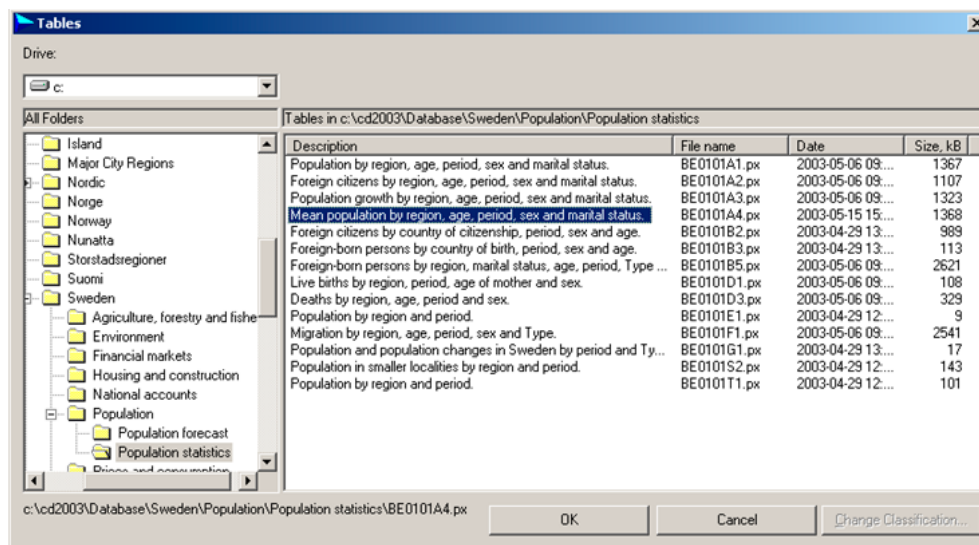 Tables
Drive:
c:
All Folders
Tables in c:\cd2003\Database\Sweden\Population\Population statistics
Island
Major City Regions
Nordic
Norge
Norway
Nunatta
Storstadsregioner
Suomi
Sweden
Agriculture, forestry and fishe
Environment
Financial markets
Housing and construction
National accounts
Population
Population forecast
Population statistics
Prices and consumption
Description File name Date Size, kB
Population by region, age, period, sex and marital status. BE0101A1.px 2003-05-06 09:... 1367
Foreign citizens by region, age, period, sex and marital status. BE0101A2.px 2003-05-06 09:... 1107
Population growth by region, age, period, sex and marital status. BE0101A3.px 2003-05-06 09:... 1323
Mean population by region, age, period, sex and marital status. BE0101A4.px 2003-05-15 15:... 1368
Foreign citizens by country of citizenship, period, sex and age. BE0101B2.px 2003-04-29 13:... 989
Foreign-born persons by country of birth, period, sex and age. BE0101B3.px 2003-04-29 13:... 113
Foreign-born persons by region, marital status, age, period, Type ... BE0101B5.px 2003-05-06 09:... 2621
Live births by region, period, age of mother and sex. BE0101D1.px 2003-05-06 09:... 108
Deaths by region, age, period and sex. BE0101D3.px 2003-05-06 09:... 329
Population by region and period. BE0101E1.px 2003-04-29 12:... 9
Migration by region, age, period, sex and Type. BE0101F1.px 2003-05-06 09:... 2541
Population and population changes in Sweden by period and Ty... BE0101G1.px 2003-04-29 13:... 17
Population in smaller localities by region and period. BE0101S2.px 2003-04-29 12:... 143
Population by region and period. BE0101T1.px 2003-04-29 12:... 101
c:\cd2003\Database\Sweden\Population\Population statistics\BE0101A4.px
OK
Cancel
Change Classification...